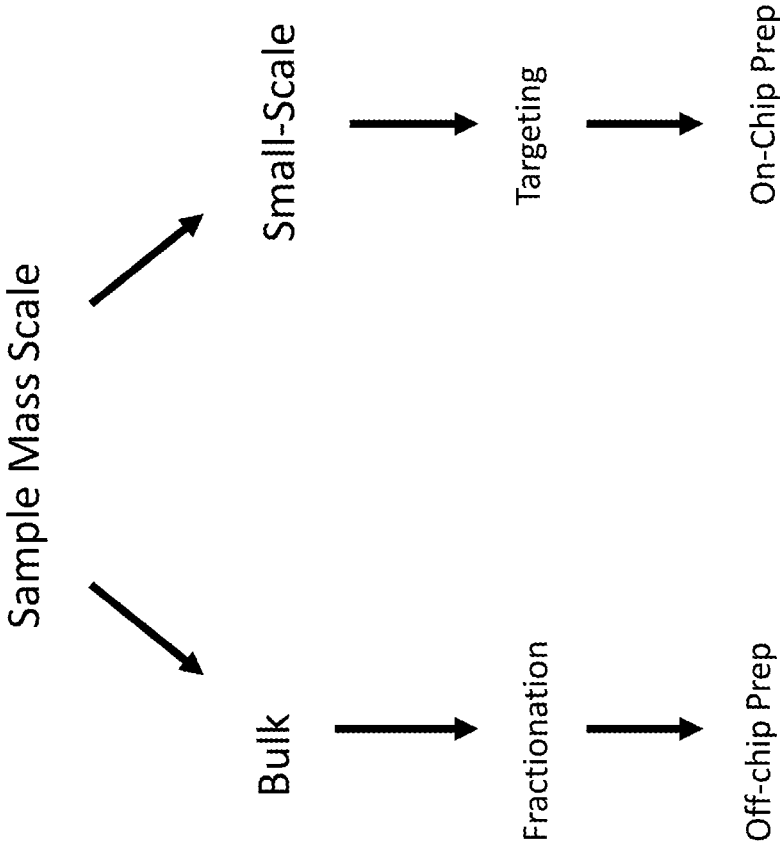 Sample Mass Scale
Bulk
Small-Scale
Fractionation
Targeting
Off-chip Prep
On-Chip Prep